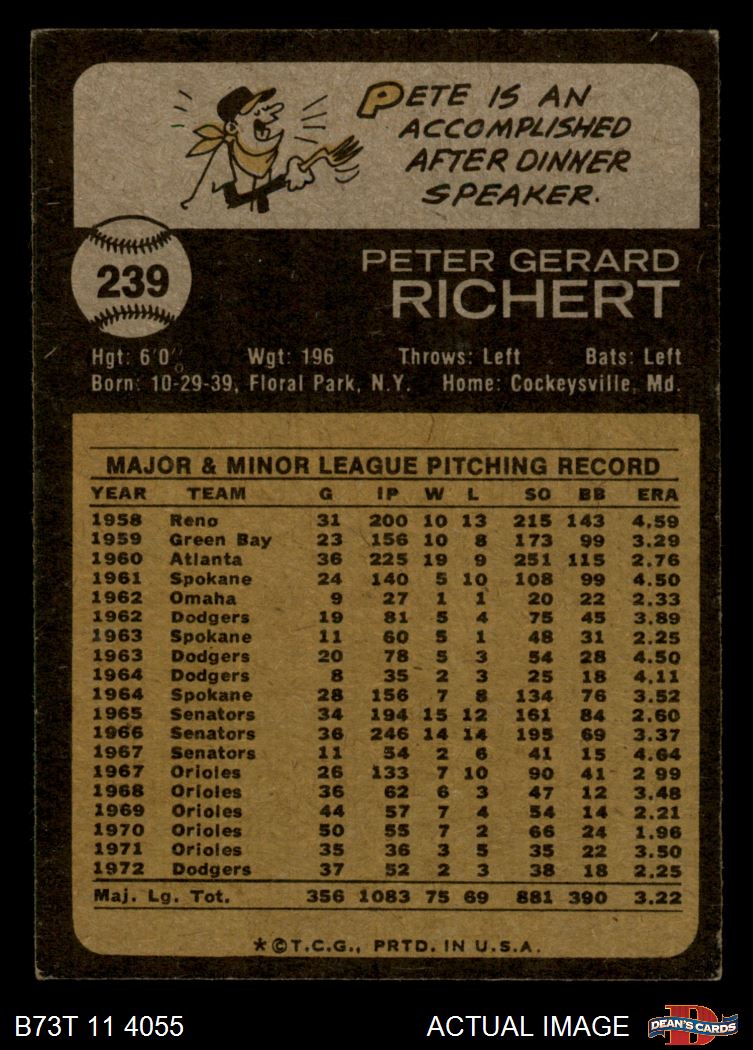 PETE IS AN
ACCOMPLISHED
AFTER DINNER
SPEAKER.
239
PETER GERARD
RICHERT
Hgt: 6'0" Wgt: 196 Throws: Left Bats: Left
Born: 10-29-39, Floral Park, N.Y. Home: Cockeysville, Md.
MAJOR & MINOR LEAGUE PITCHING RECORD
YEAR TEAM G IP W L SO BB ERA
1958 Reno 31 200 10 13 215 143 4.59
1959 Green Bay 23 156 10 8 173 99 3.29
1960 Atlanta 36 225 19 9 251 115 2.76
1961 Spokane 24 140 5 10 108 99 4.50
1962 Omaha 9 27 1 1 20 22 2.33
1962 Dodgers 19 81 5 4 75 45 3.89
1963 Spokane 11 60 5 1 48 31 2.25
1963 Dodgers 20 78 5 3 54 28 4.50
1964 Dodgers 8 35 2 3 25 18 4.11
1964 Spokane 28 156 7 8 134 76 3.52
1965 Senators 34 194 15 12 161 84 2.60
1966 Senators 36 246 14 14 195 69 3.37
1967 Senators 11 54 2 6 41 15 4.64
1967 Orioles 26 133 7 10 90 41 2 99
1968 Orioles 36 62 6 3 47 12 3.48
1969 Orioles 44 57 7 4 54 14 2.21
1970 Orioles 50 55 7 2 66 24 1.96
1971 Orioles 35 36 3 5 35 22 3.50
1972 Dodgers 37 52 2 3 38 18 2.25
Maj. Lg. Tot. 356 1083 75 69 881 390 3.22
*©T.C.G., PRTD. IN U.S.A.
B73T 11 4055 ACTUAL IMAGE DEAN'S CARDS